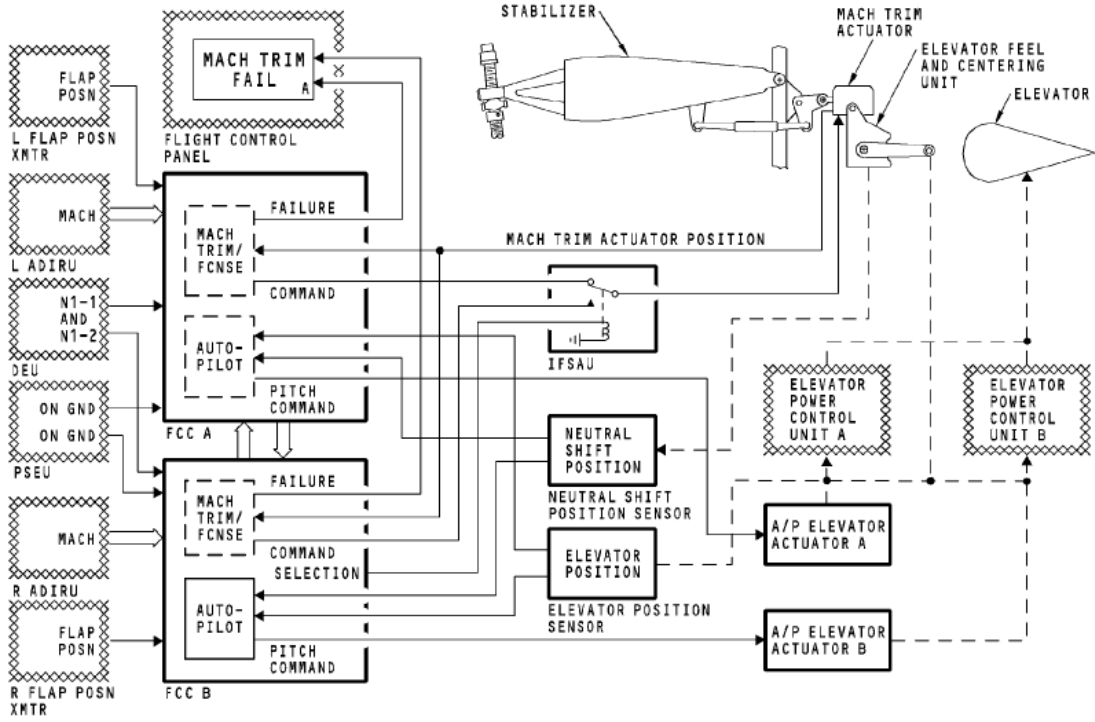 STABILIZER
MACH TRIM
ACTUATOR
ELEVATOR FEEL
AND CENTERING
UNIT
ELEVATOR
MACH TRIM
FAIL
A
FLIGHT CONTROL
PANEL
FLAP
POSN
L FLAP POSN
XMTR
MACH
L ADIRU
N1-1
AND
N1-2
DEU
ON GND
ON GND
PSEU
MACH
R ADIRU
FLAP
POSN
R FLAP POSN
XMTR
FAILURE
MACH
TRIM/
FCNSE
COMMAND
AUTO-
PILOT
PITCH
COMMAND
FCC A
FAILURE
MACH
TRIM/
FCNSE
COMMAND
SELECTION
AUTO-
PILOT
PITCH
COMMAND
FCC B
MACH TRIM ACTUATOR POSITION
IFSAU
NEUTRAL
SHIFT
POSITION
NEUTRAL SHIFT
POSITION SENSOR
ELEVATOR
POSITION
ELEVATOR POSITION
SENSOR
ELEVATOR
POWER
CONTROL
UNIT A
ELEVATOR
POWER
CONTROL
UNIT B
A/P ELEVATOR
ACTUATOR A
A/P ELEVATOR
ACTUATOR B